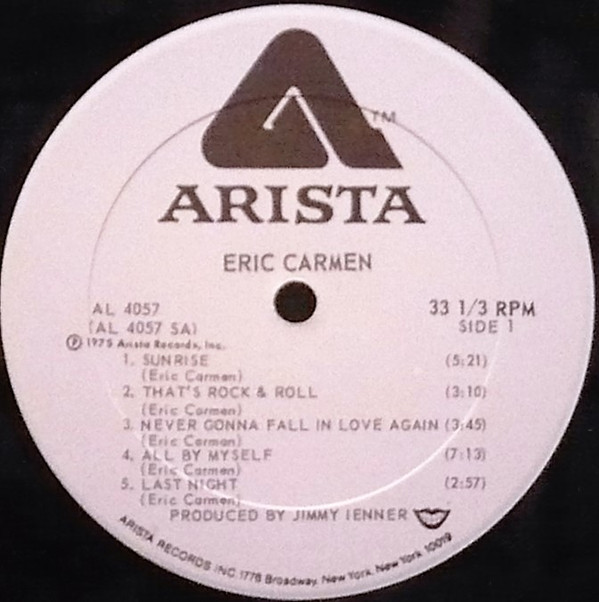 TM
ARISTA
ERIC CARMEN
AL 4057
33 1/3 RPM
(AL 4057 SA)
SIDE 1
Ⓟ 1975 Arista Records, Inc.
1. SUNRISE (5:21)
(Eric Carmen)
2. THAT'S ROCK & ROLL (3:10)
(Eric Carmen)
3. NEVER GONNA FALL IN LOVE AGAIN (3:45)
(Eric Carmen)
4. ALL BY MYSELF (7:13)
(Eric Carmen)
5. LAST NIGHT (2:57)
(Eric Carmen)
PRODUCED BY JIMMY IENNER
ARISTA RECORDS INC. 1776 Broadway, New York, New York 10019